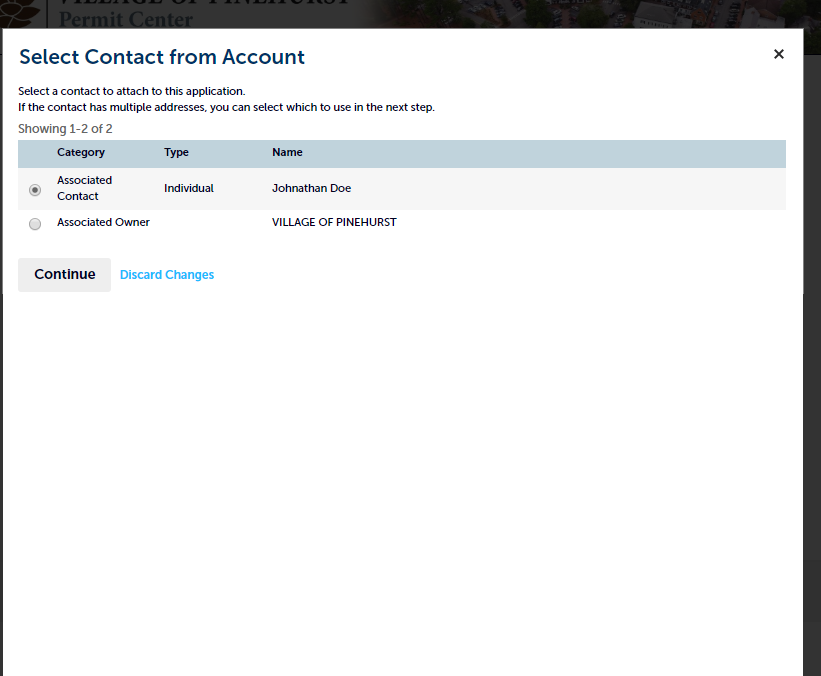 VILLAGE OF PINEHURST
Permit Center
Select Contact from Account
×
Select a contact to attach to this application.
If the contact has multiple addresses, you can select which to use in the next step.
Showing 1-2 of 2
Category Type Name
Associated Contact Individual Johnathan Doe
Associated Owner VILLAGE OF PINEHURST
Continue Discard Changes